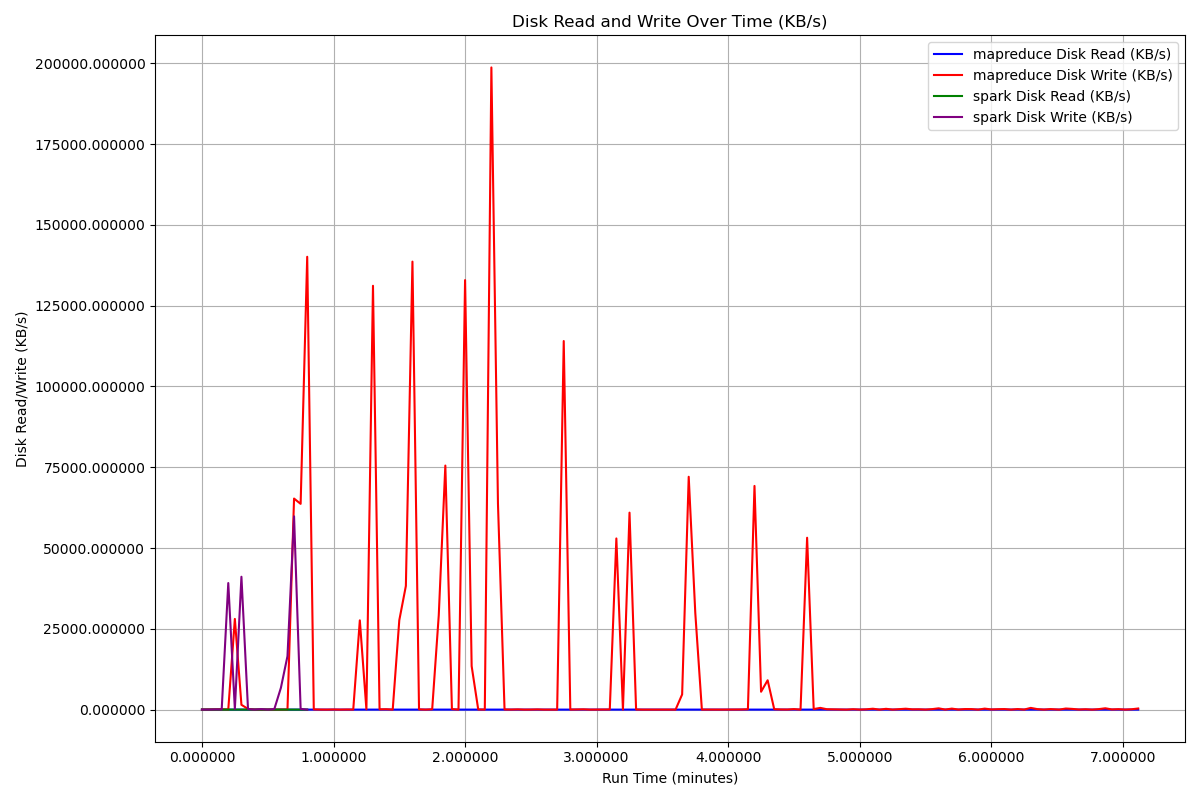 Disk Read and Write Over Time (KB/s)
mapreduce Disk Read (KB/s)
mapreduce Disk Write (KB/s)
spark Disk Read (KB/s)
spark Disk Write (KB/s)
Disk Read/Write (KB/s)
200000.000000
175000.000000
150000.000000
125000.000000
100000.000000
75000.000000
50000.000000
25000.000000
0.000000
0.000000 1.000000 2.000000 3.000000 4.000000 5.000000 6.000000 7.000000
Run Time (minutes)